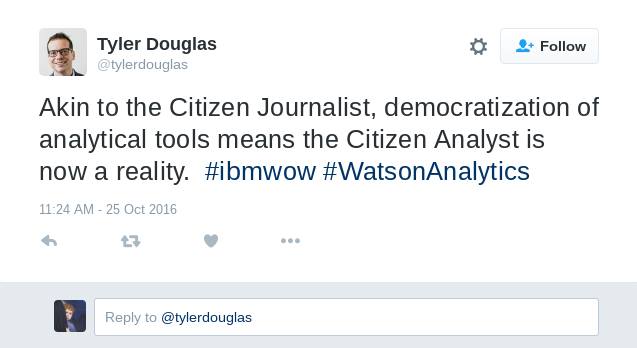 Tyler Douglas
@tylerdouglas
Follow
Akin to the Citizen Journalist, democratization of
analytical tools means the Citizen Analyst is
now a reality. #ibmwow #WatsonAnalytics
11:24 AM - 25 Oct 2016
Reply to @tylerdouglas